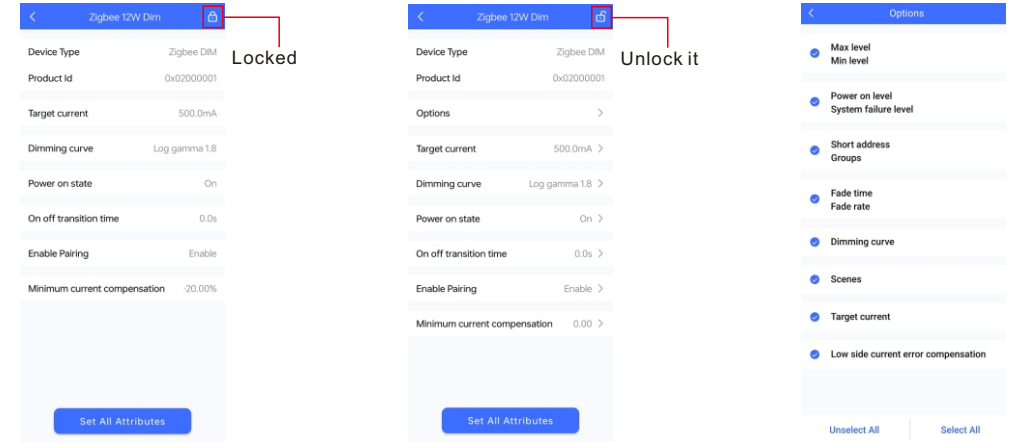 Zigbee 12W Dim
Locked
Device Type Zigbee DIM
Product Id 0x02000001
Target current 500.0mA
Dimming curve Log gamma 1.8
Power on state On
On off transition time 0.0s
Enable Pairing Enable
Minimum current compensation -20.00%
Set All Attributes
Zigbee 12W Dim
Unlock it
Device Type Zigbee DIM
Product Id 0x02000001
Options
Target current 500.0mA
Dimming curve Log gamma 1.8
Power on state On
On off transition time 0.0s
Enable Pairing Enable
Minimum current compensation 0.00
Set All Attributes
Options
Max level
Min level
Power on level
System failure level
Short address
Groups
Fade time
Fade rate
Dimming curve
Scenes
Target current
Low side current error compensation
Unselect All Select All